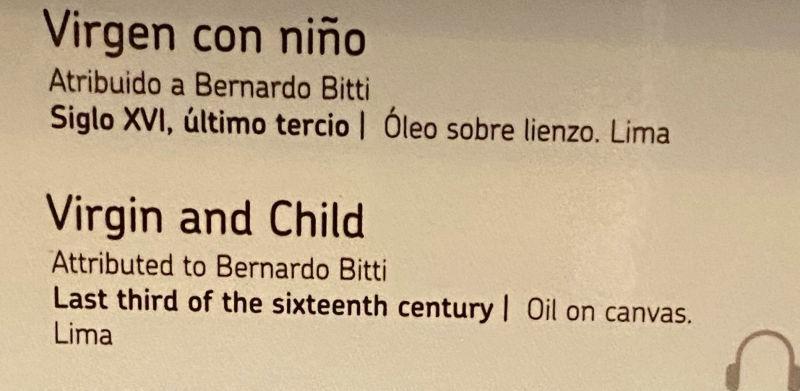 Virgen con niño
Atribuido a Bernardo Bitti
Siglo XVI, último tercio | Óleo sobre lienzo. Lima
Virgin and Child
Attributed to Bernardo Bitti
Last third of the sixteenth century | Oil on canvas.
Lima